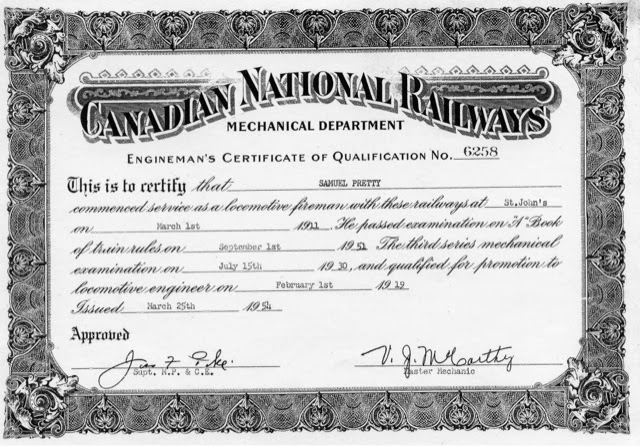 CANADIAN NATIONAL RAILWAYS
MECHANICAL DEPARTMENT
ENGINEMAN'S CERTIFICATE OF QUALIFICATION No. 6258
This is to certify that SAMUEL PRETTY
commenced service as a locomotive fireman with these railways at St.John's
on March 1st 1911. He passed examination on "A" Book
of train rules on September 1st 1951 The third series mechanical
examination on July 15th 1930, and qualified for promotion to
locomotive engineer on February 1st 1919
Issued March 25th 1954
Approved
V. J. McCarthy
Supt. M.P. & C.E. Master Mechanic